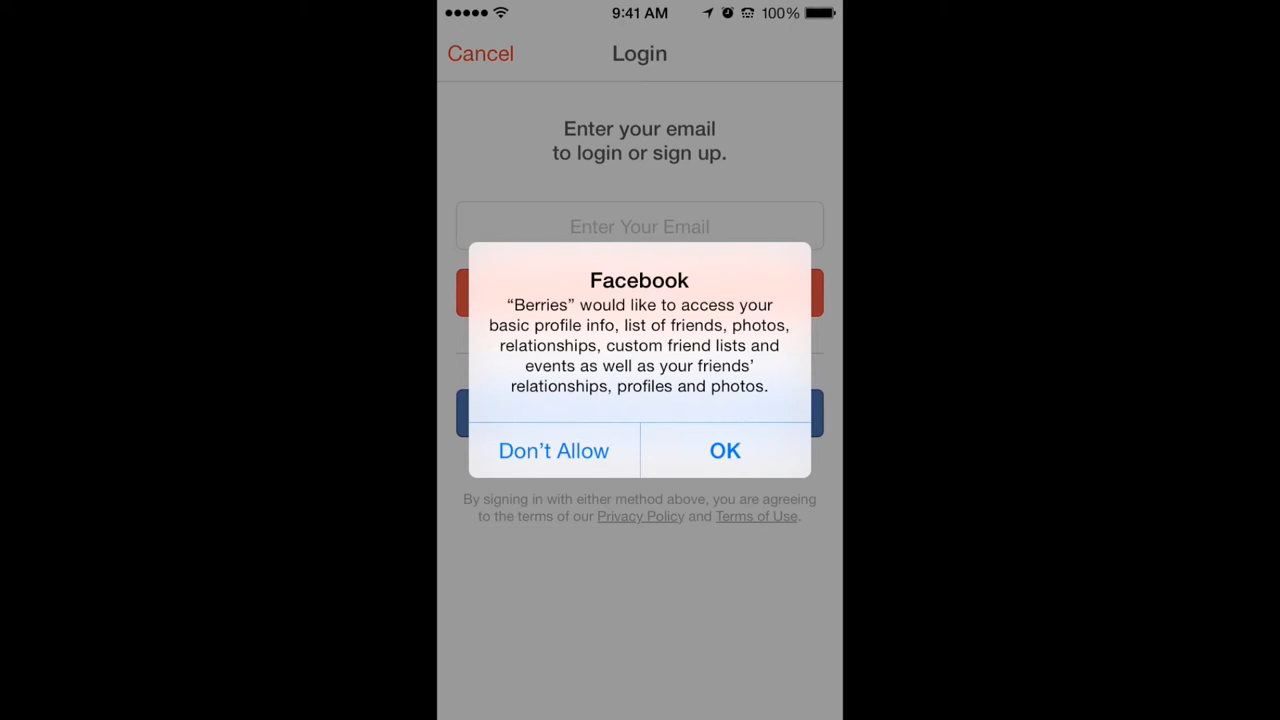 9:41 AM 100%
Cancel Login
Enter your email
to login or sign up.
Enter Your Email
Facebook
“Berries” would like to access your
basic profile info, list of friends, photos,
relationships, custom friend lists and
events as well as your friends’
relationships, profiles and photos.
Don’t Allow OK
By signing in with either method above, you are agreeing
to the terms of our Privacy Policy and Terms of Use.